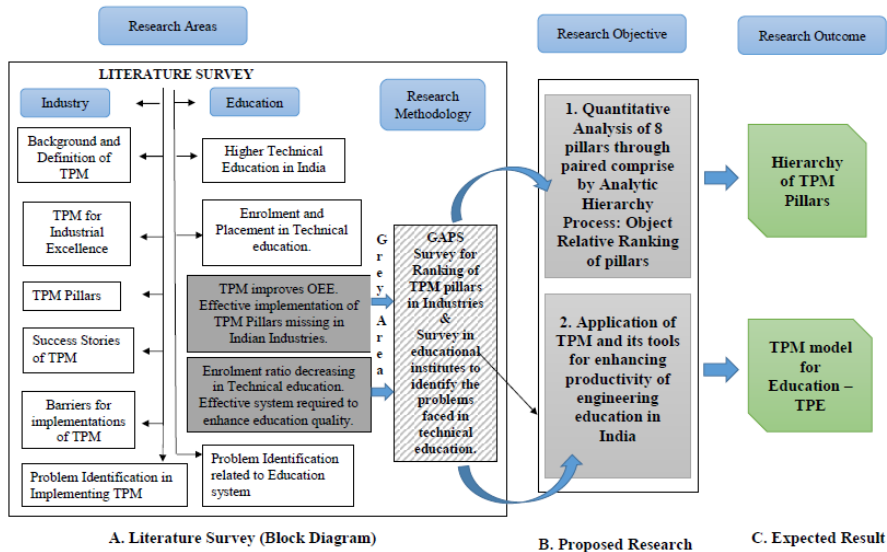 Research Areas
Research Objective
Research Outcome
LITERATURE SURVEY
Industry
Education
Research
Methodology
Background and
Definition of
TPM
TPM for
Industrial
Excellence
TPM Pillars
Success Stories
of TPM
Barriers for
implementations
of TPM
Problem Identification in
Implementing TPM
Higher Technical
Education in India
Enrolment and
Placement in Technical
education.
TPM improves OEE.
Effective implementation of
TPM Pillars missing in
Indian Industries.
Enrolment ratio decreasing
in Technical education.
Effective system required to
enhance education quality.
Problem Identification
related to Education
system
Grey Area
GAPS
Survey for
Ranking of
TPM pillars
in Industries
&
Survey in
educational
institutes to
identify the
problems
faced in
technical
education.
1. Quantitative
Analysis of 8
pillars through
paired comprise
by Analytic
Hierarchy
Process: Object
Relative Ranking
of pillars
2. Application of
TPM and its tools
for enhancing
productivity of
engineering
education in
India
Hierarchy
of TPM
Pillars
TPM model
for
Education –
TPE
A. Literature Survey (Block Diagram)
B. Proposed Research
C. Expected Result